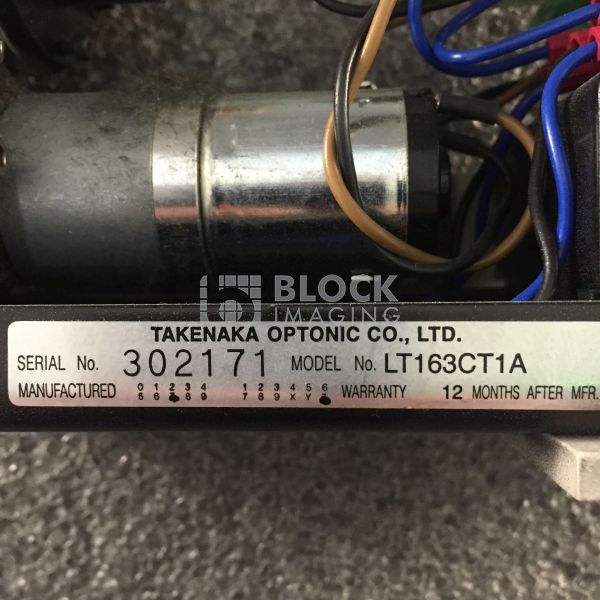 BLOCK
IMAGING
TAKENAKA OPTONIC CO., LTD.
SERIAL No. 302171 MODEL No. LT163CT1A
MANUFACTURED 0 1 2 3 4 1 2 3 4 5 6 WARRANTY 12 MONTHS AFTER MFR.
5 6 8 9 7 8 9 X Y